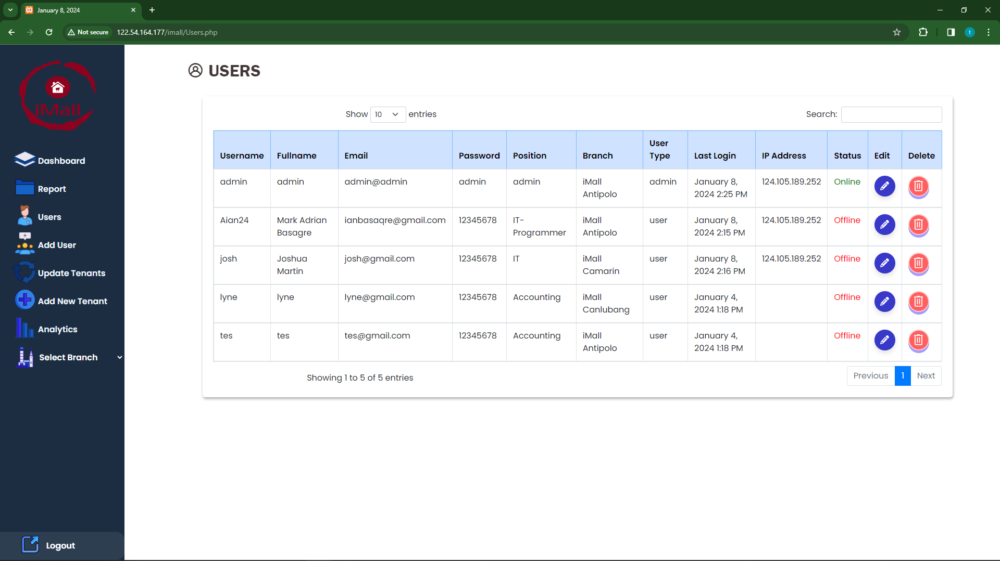 January 8, 2024
Not secure 122.54.164.177/imall/Users.php
t
iMall
Dashboard
Report
Users
Add User
Update Tenants
Add New Tenant
Analytics
Select Branch
Logout
USERS
Show 10 entries
Search:
Username Fullname Email Password Position Branch User Type Last Login IP Address Status Edit Delete
admin admin admin@admin admin admin iMall Antipolo admin January 8, 2024 2:25 PM 124.105.189.252 Online
Aian24 Mark Adrian Basagre ianbasaqre@gmail.com 12345678 IT-Programmer iMall Antipolo user January 8, 2024 2:15 PM 124.105.189.252 Offline
josh Joshua Martin josh@gmail.com 12345678 IT iMall Camarin user January 8, 2024 2:16 PM 124.105.189.252 Offline
lyne lyne lyne@gmail.com 12345678 Accounting iMall Canlubang user January 4, 2024 1:18 PM Offline
tes tes tes@gmail.com 12345678 Accounting iMall Antipolo user January 4, 2024 1:18 PM Offline
Showing 1 to 5 of 5 entries
Previous 1 Next